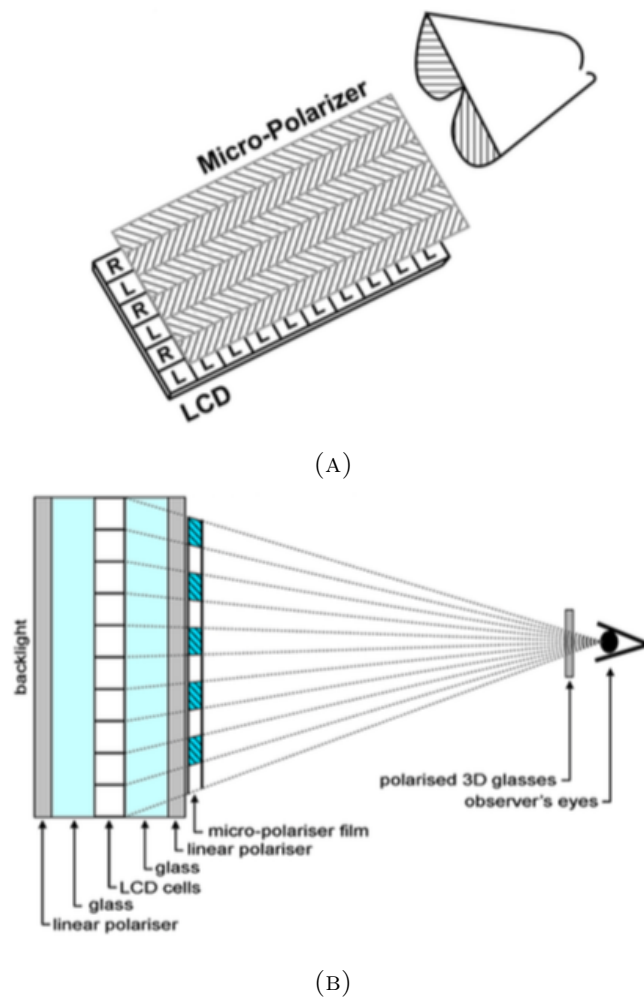 Micro-Polarizer
R
L
R
L
R
L L L L L L L L L L L
LCD
(A)
backlight
polarised 3D glasses
observer's eyes
micro-polariser film
linear polariser
glass
LCD cells
glass
linear polariser
(B)